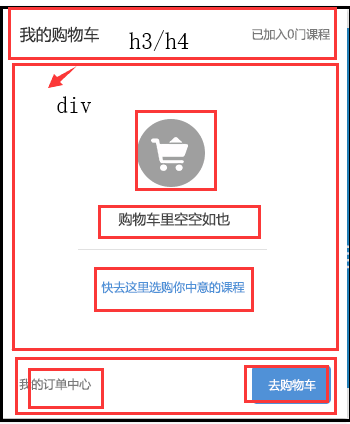 我的购物车 h3/h4 已加入0门课程
div
购物车里空空如也
快去这里选购你中意的课程
我的订单中心 去购物车